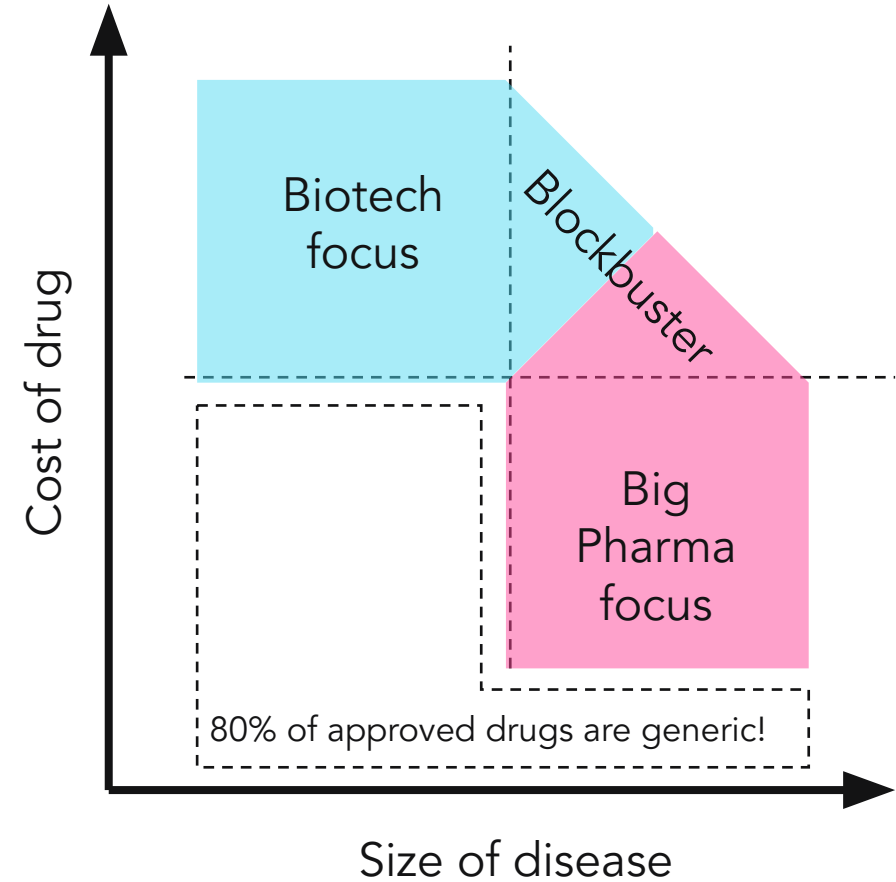 Cost of drug
Biotech
focus
Blockbuster
Big
Pharma
focus
80% of approved drugs are generic!
Size of disease